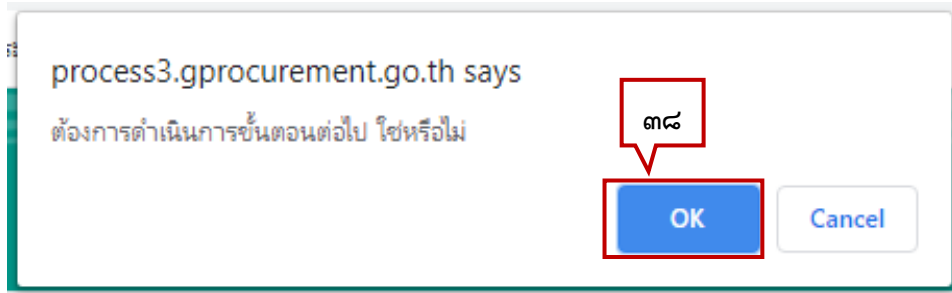 process3.gprocurement.go.th says
ต้องการดำเนินการขั้นตอนต่อไป ใช่หรือไม่
๓๘
OK
Cancel